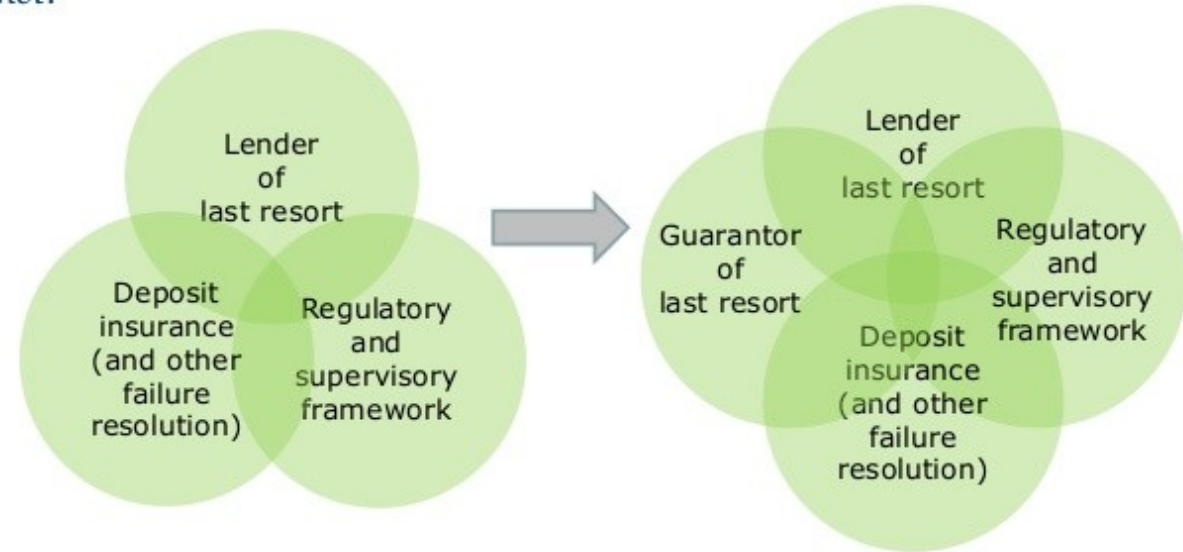 Lender
of
last resort
Deposit
insurance
(and other
failure
resolution)
Regulatory
and
supervisory
framework
Lender
of
last resort
Guarantor
of
last resort
Regulatory
and
supervisory
framework
Deposit
insurance
(and other
failure
resolution)